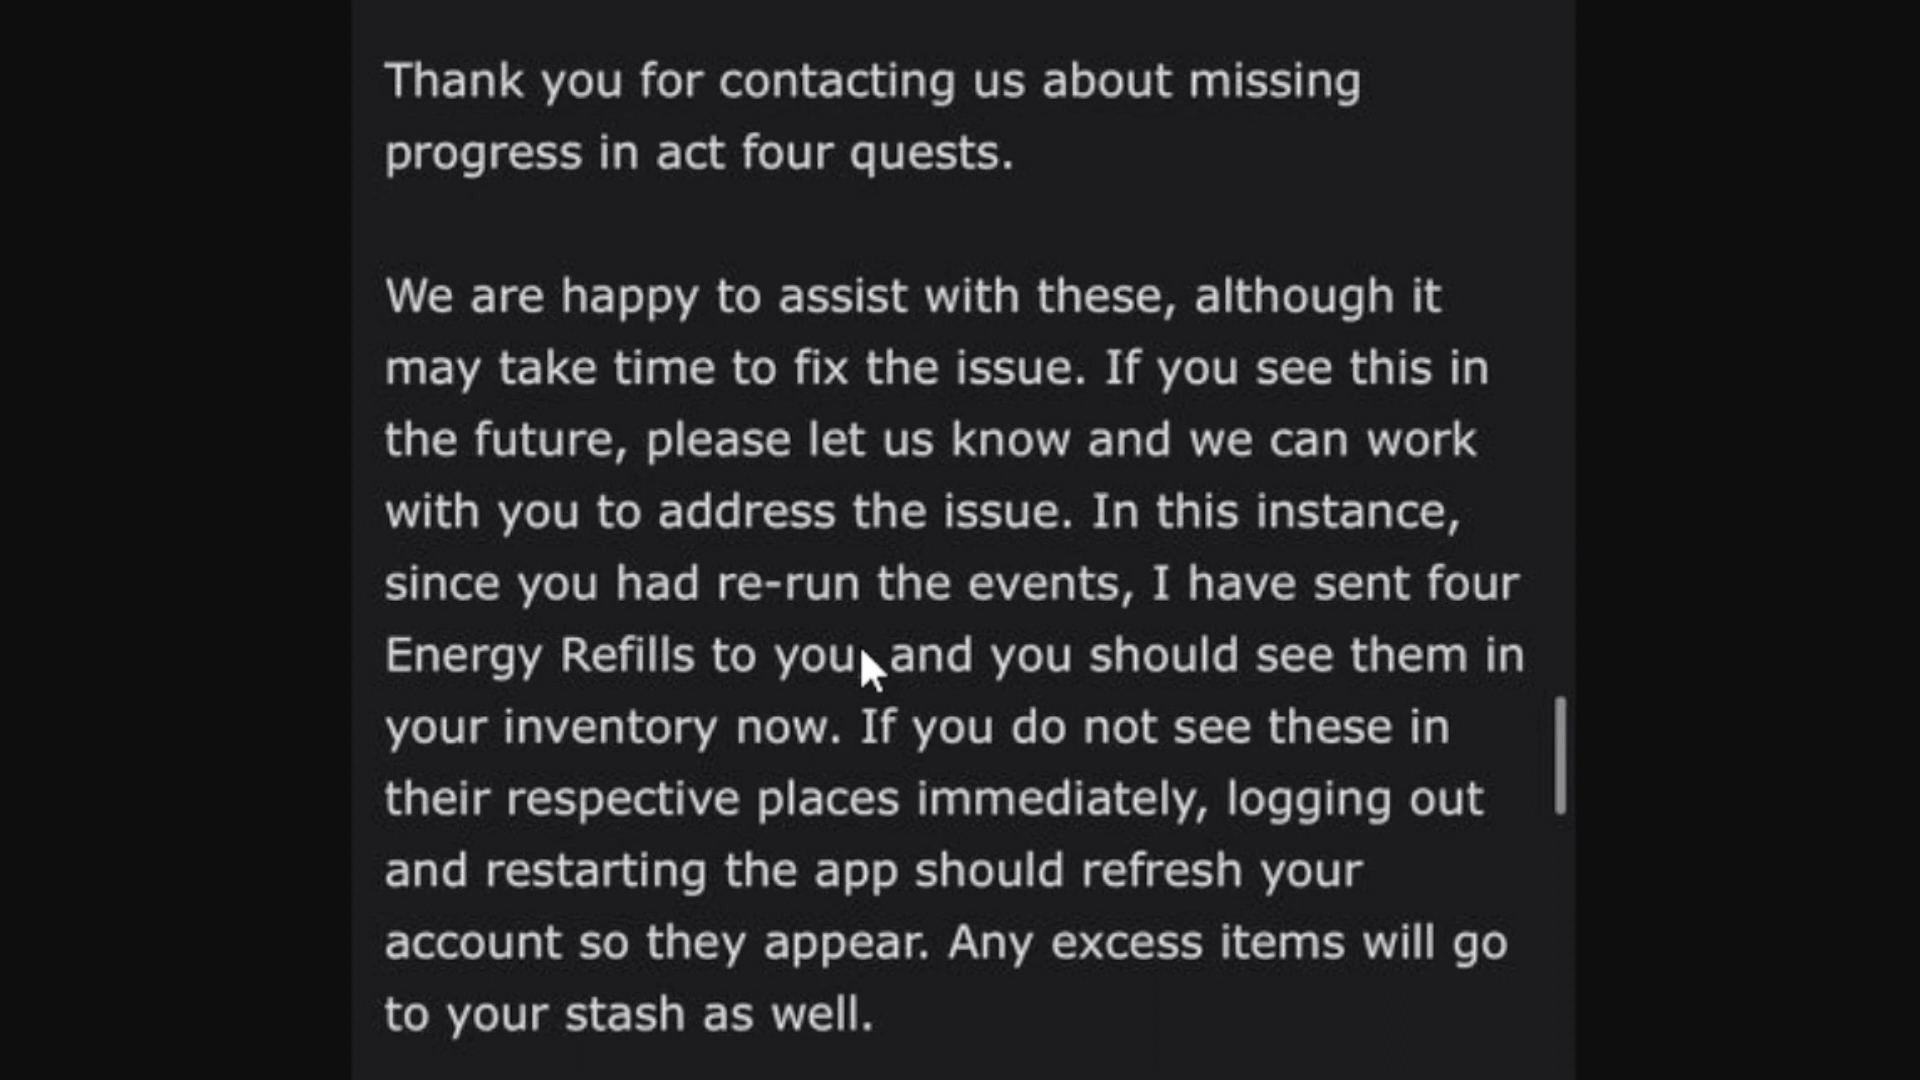 Thank you for contacting us about missing
progress in act four quests.
We are happy to assist with these, although it
may take time to fix the issue. If you see this in
the future, please let us know and we can work
with you to address the issue. In this instance,
since you had re-run the events, I have sent four
Energy Refills to you, and you should see them in
your inventory now. If you do not see these in
their respective places immediately, logging out
and restarting the app should refresh your
account so they appear. Any excess items will go
to your stash as well.